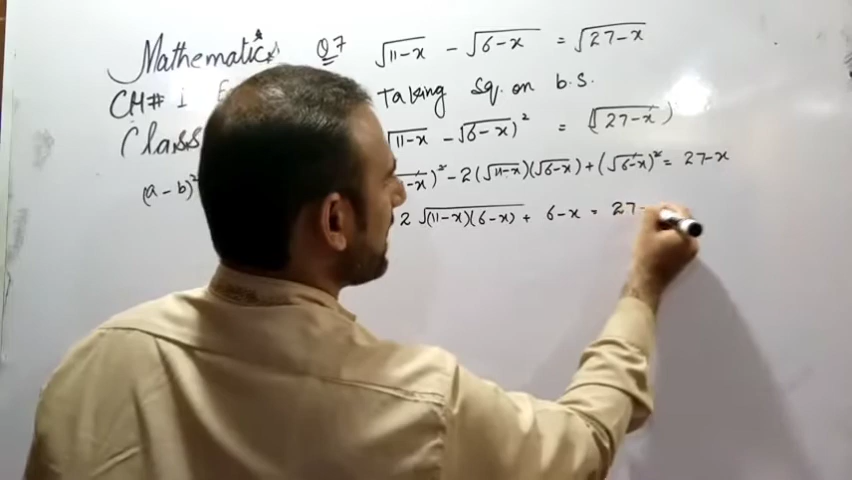 Mathematics Q7 √11-x - √6-x = √27-x
CH# 1 E Taking Sq. on b.s.
Class √11-x - √6-x)² = (√27-x)
(a - b)² -x)² - 2(√11-x)(√6-x) + (√6-x)² = 27-x
2 √(11-x)(6-x) + 6-x = 27-